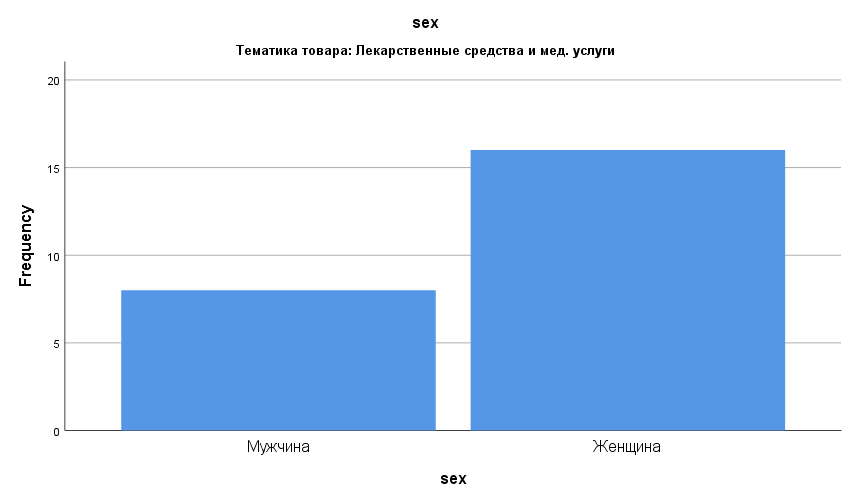 sex
Тематика товара: Лекарственные средства и мед. услуги
20
15
10
5
0
Frequency
Мужчина
Женщина
sex